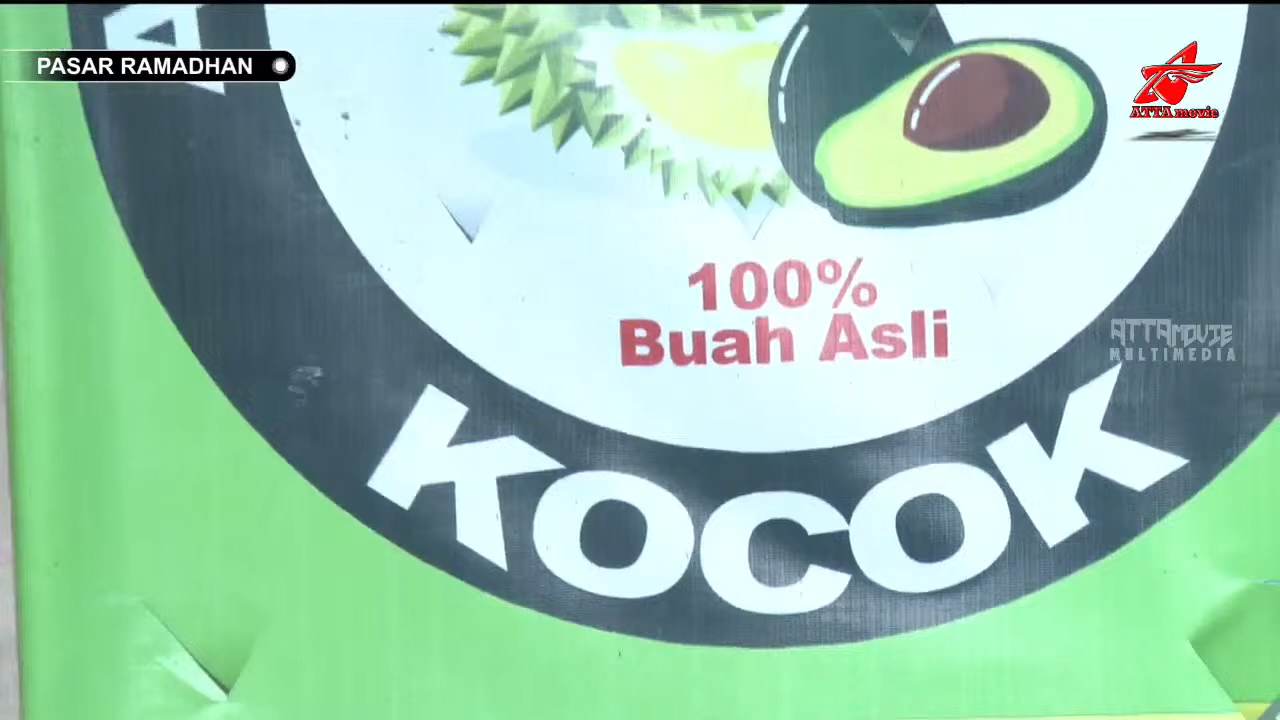 PASAR RAMADHAN
ATTA movie
100%
Buah Asli
ATTAMOVIE
MULTIMEDIA
KOCOK